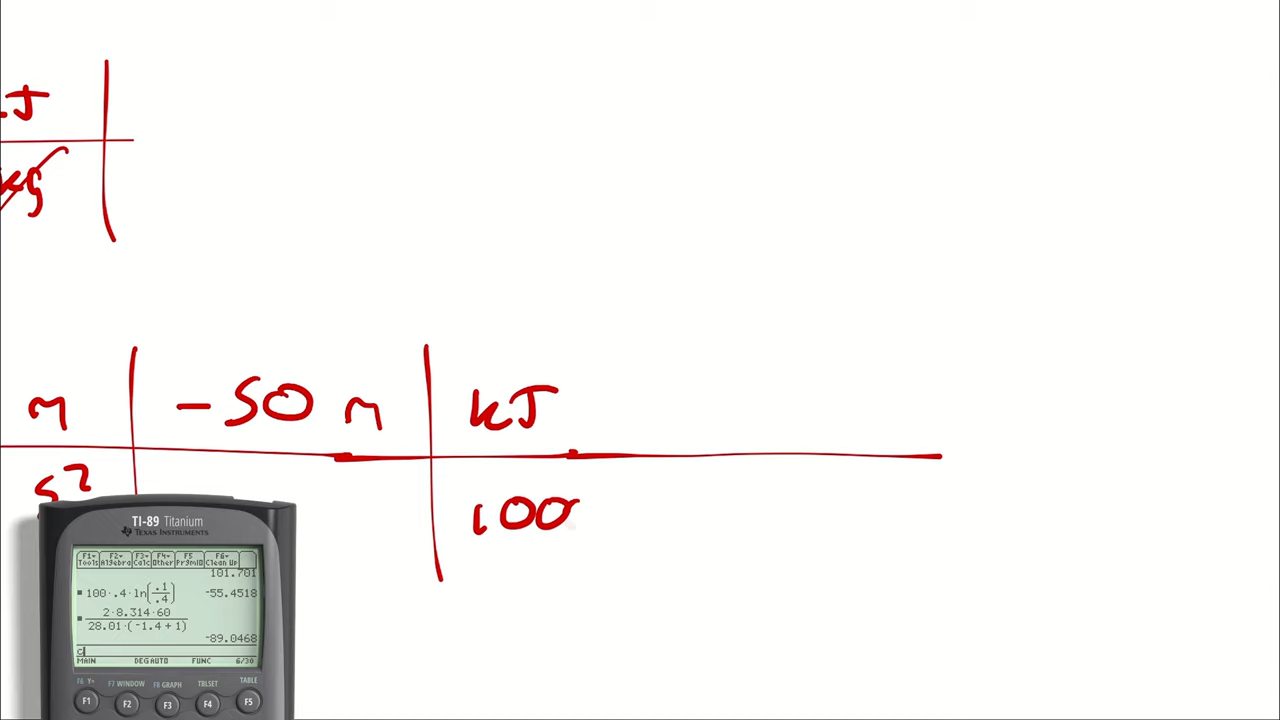 kJ
kg
m | -50 m | kJ
s²
100
TI-89 Titanium
TEXAS INSTRUMENTS
F1▾ F2▾ F3▾ F4▾ F5 F6▾
Tools Algebra Calc Other PrgmIO Clean Up
101.701
100·.4·ln(.1/.4) -55.4518
2·8.314·60
28.01·(-1.4+1)
-89.0468
MAIN DEG AUTO FUNC 6/30
F6 Y= F7 WINDOW F8 GRAPH TBLSET TABLE
F1 F2 F3 F4 F5